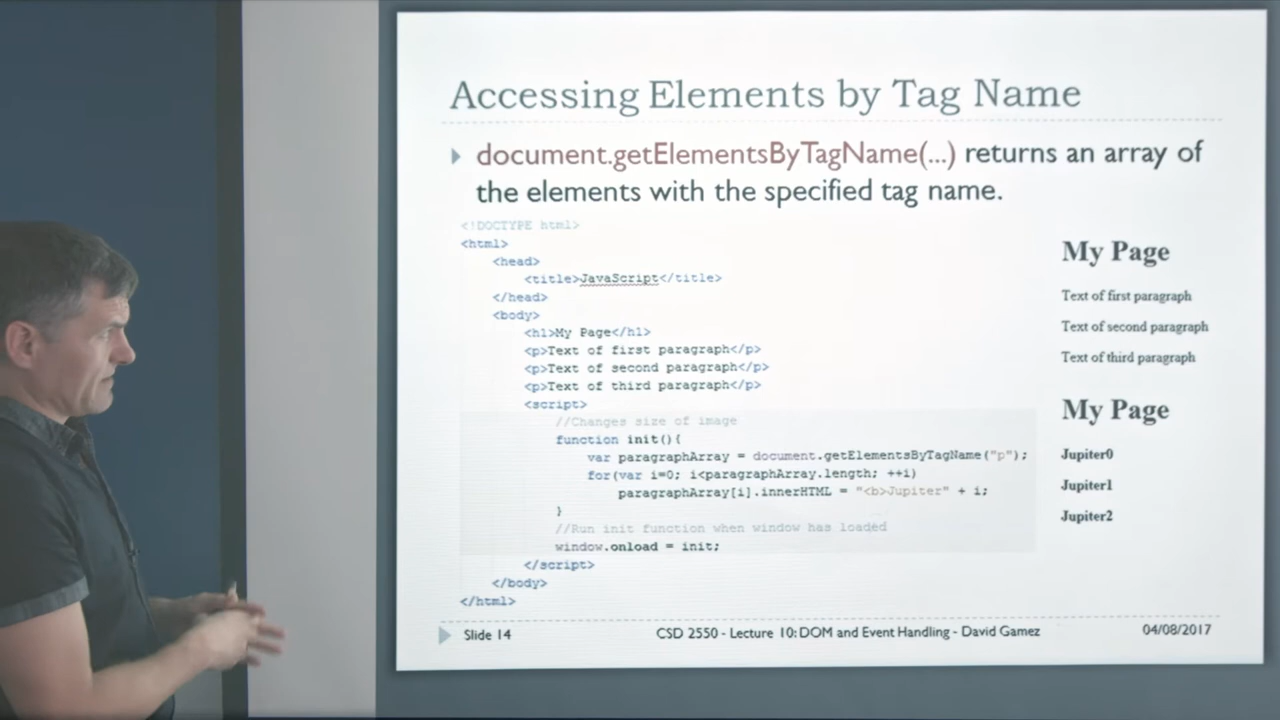 Accessing Elements by Tag Name
document.getElementsByTagName(...) returns an array of
the elements with the specified tag name.
<!DOCTYPE html>
<html>
<head>
<title>JavaScript</title>
</head>
<body>
<h1>My Page</h1>
<p>Text of first paragraph</p>
<p>Text of second paragraph</p>
<p>Text of third paragraph</p>
<script>
//Changes size of image
function init(){
var paragraphArray = document.getElementsByTagName("p");
for(var i=0; i<paragraphArray.length; ++i)
paragraphArray[i].innerHTML = "<b>Jupiter" + i;
}
//Run init function when window has loaded
window.onload = init;
</script>
</body>
</html>
My Page
Text of first paragraph
Text of second paragraph
Text of third paragraph
My Page
Jupiter0
Jupiter1
Jupiter2
Slide 14
CSD 2550 - Lecture 10: DOM and Event Handling - David Gamez
04/08/2017